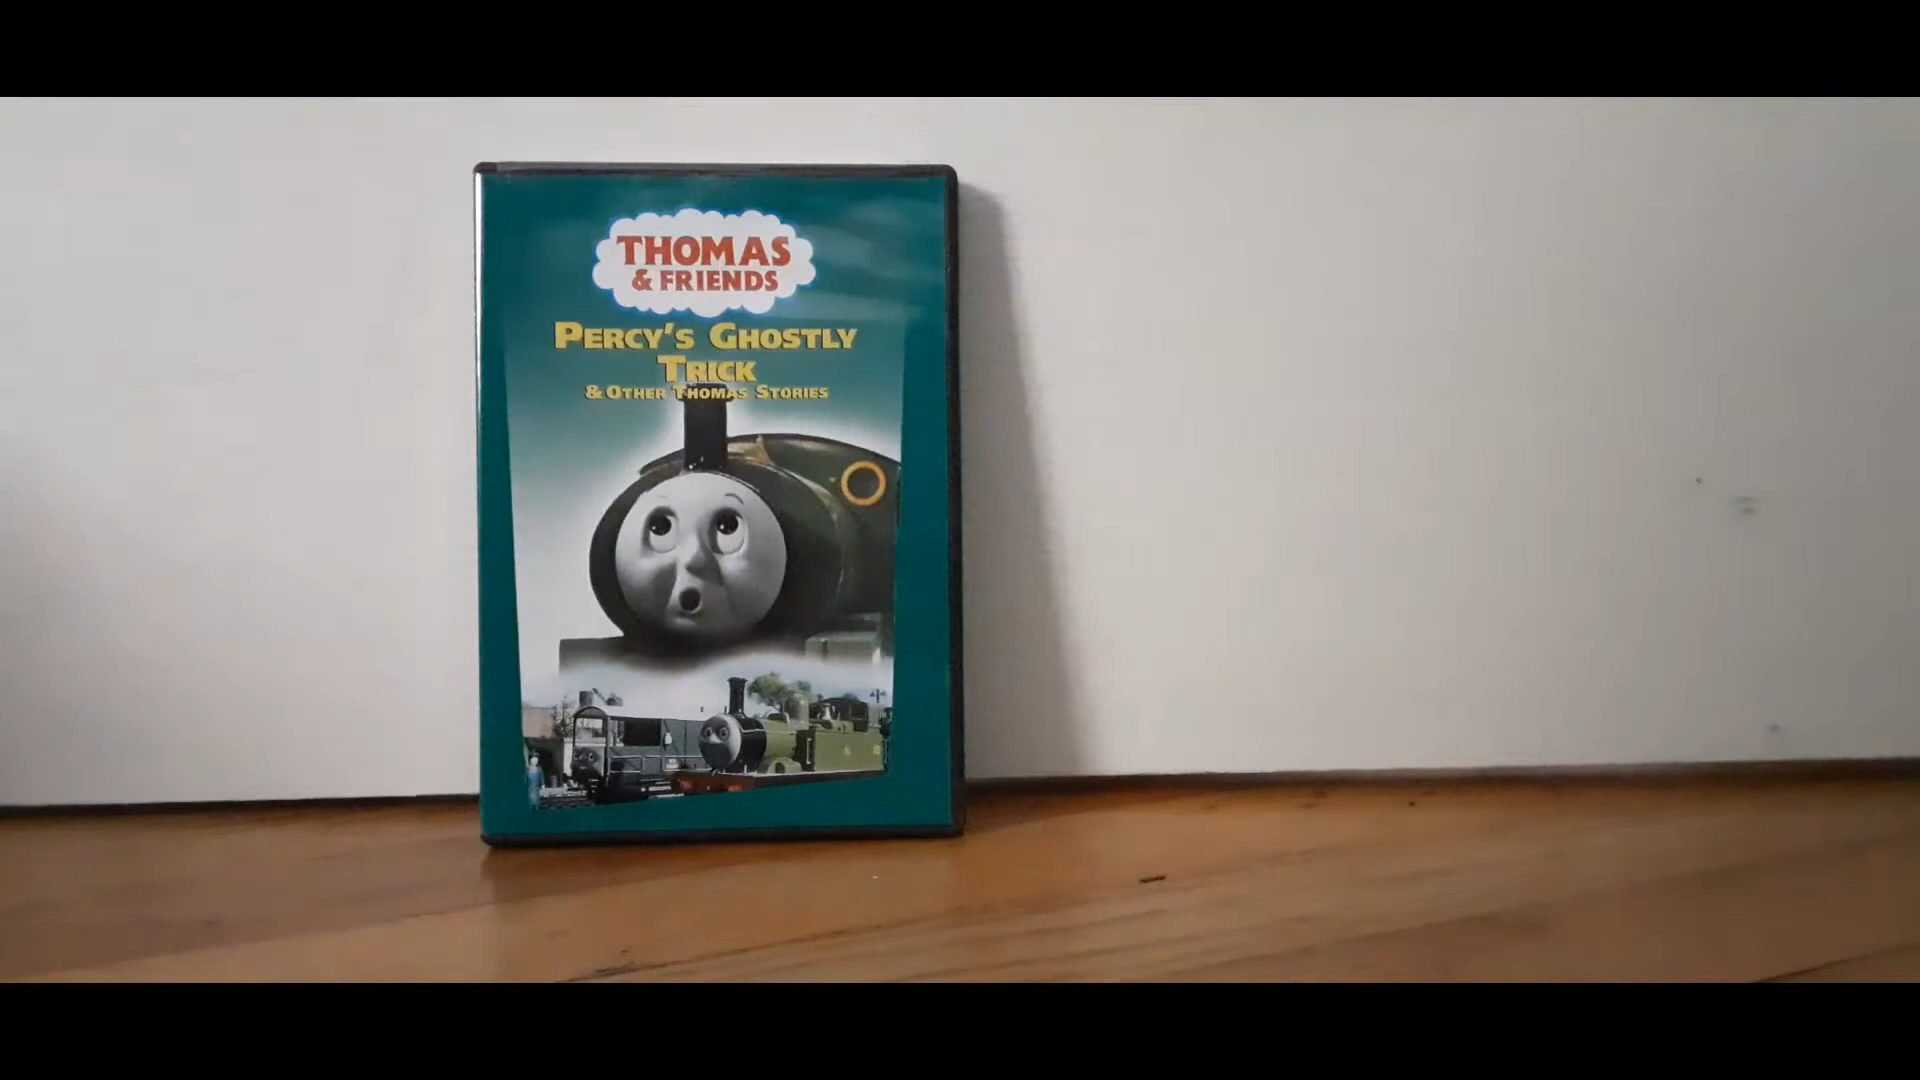 THOMAS
& FRIENDS
PERCY'S GHOSTLY
TRICK
& OTHER THOMAS STORIES